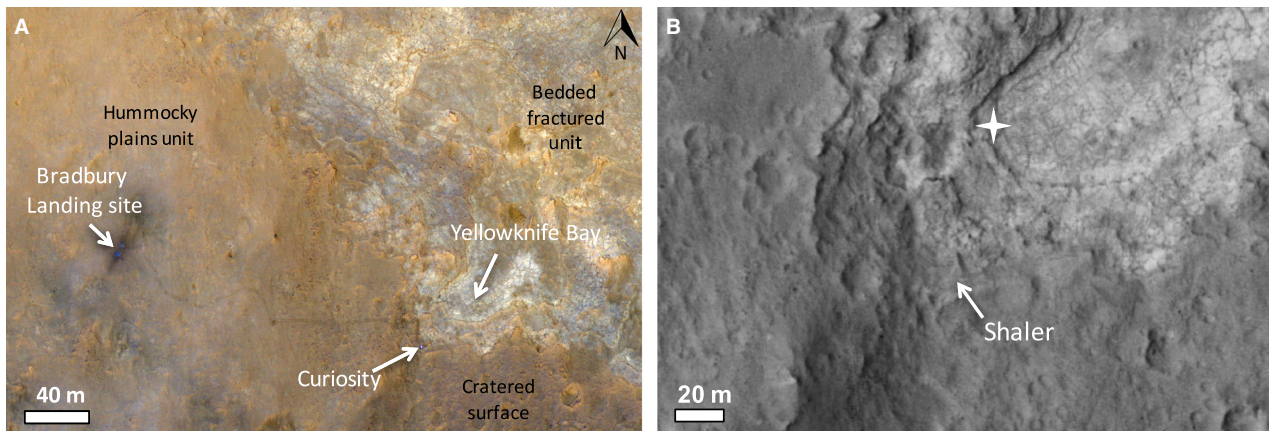 A
N
Hummocky
plains unit
Bedded
fractured
unit
Bradbury
Landing site
Yellowknife Bay
Curiosity
40 m
Cratered
surface
B
Shaler
20 m